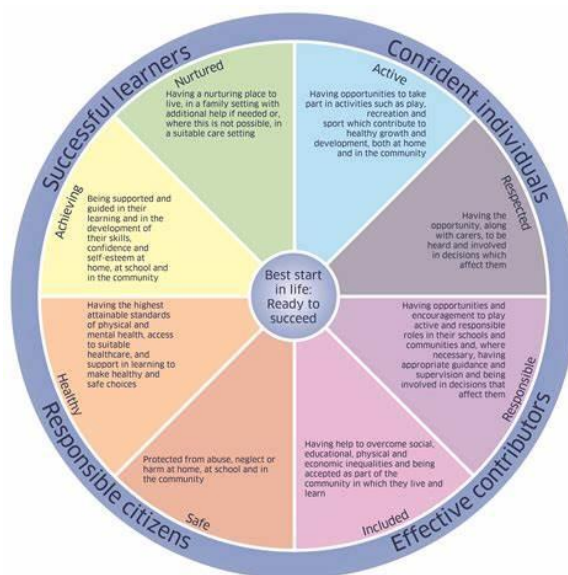 Successful learners
Confident individuals
Nurtured
Having a nurturing place to
live, in a family setting with
additional help if needed or,
where this is not possible, in
a suitable care setting
Active
Having opportunities to take
part in activities such as play,
recreation and
sport which contribute to
healthy growth and
development, both at home
and in the community
Achieving
Being supported and
guided in their
learning and in the
development of
their skills,
confidence and
self-esteem at
home, at school and
in the community
Respected
Having the
opportunity, along
with carers, to be
heard and involved
in decisions which
affect them
Best start
in life:
Ready to
succeed
Healthy
Having the highest
attainable standards
of physical and
mental health, access
to suitable
healthcare, and
support in learning to
make healthy and
safe choices
Responsible
Having opportunities and
encouragement to play
active and responsible
roles in their schools and
communities and, where
necessary, having
appropriate guidance and
supervision and being
involved in decisions that
affect them
Safe
Protected from abuse, neglect or
harm at home, at school and in
the community
Included
Having help to overcome social,
educational, physical and
economic inequalities and being
accepted as part of the
community in which they live and
learn
Responsible citizens
Effective contributors